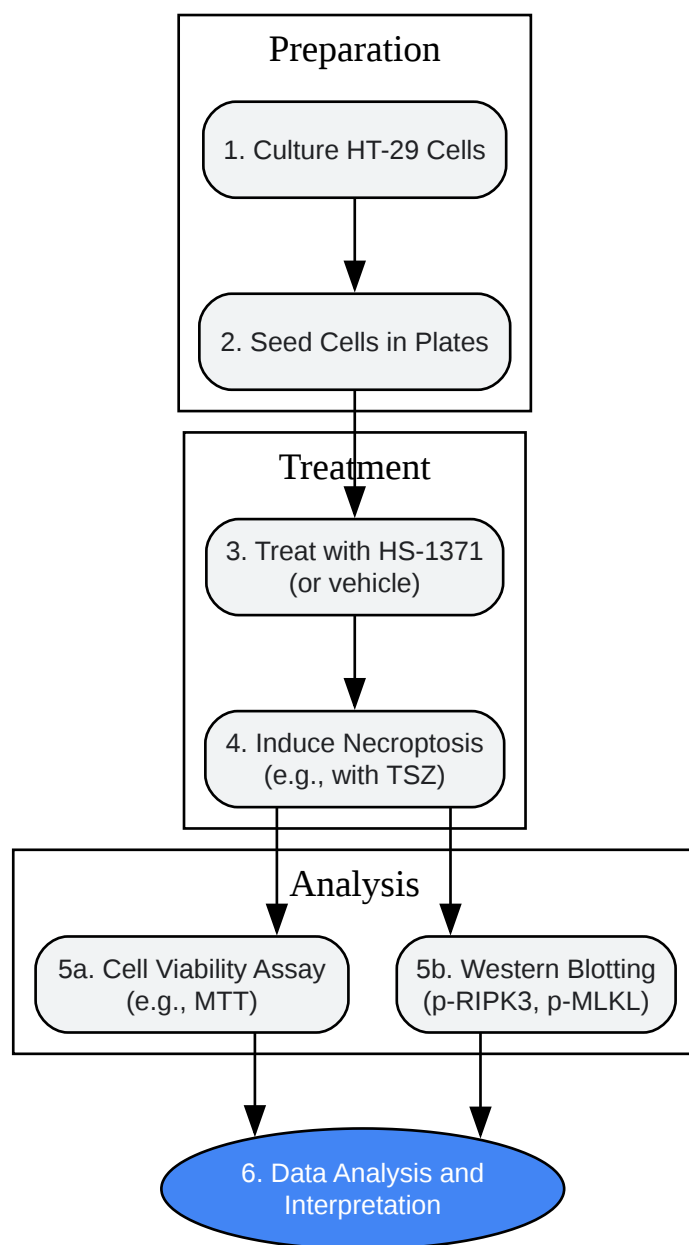 Preparation
1. Culture HT-29 Cells
2. Seed Cells in Plates
Treatment
3. Treat with HS-1371
(or vehicle)
4. Induce Necroptosis
(e.g., with TSZ)
Analysis
5a. Cell Viability Assay
(e.g., MTT)
5b. Western Blotting
(p-RIPK3, p-MLKL)
6. Data Analysis and
Interpretation